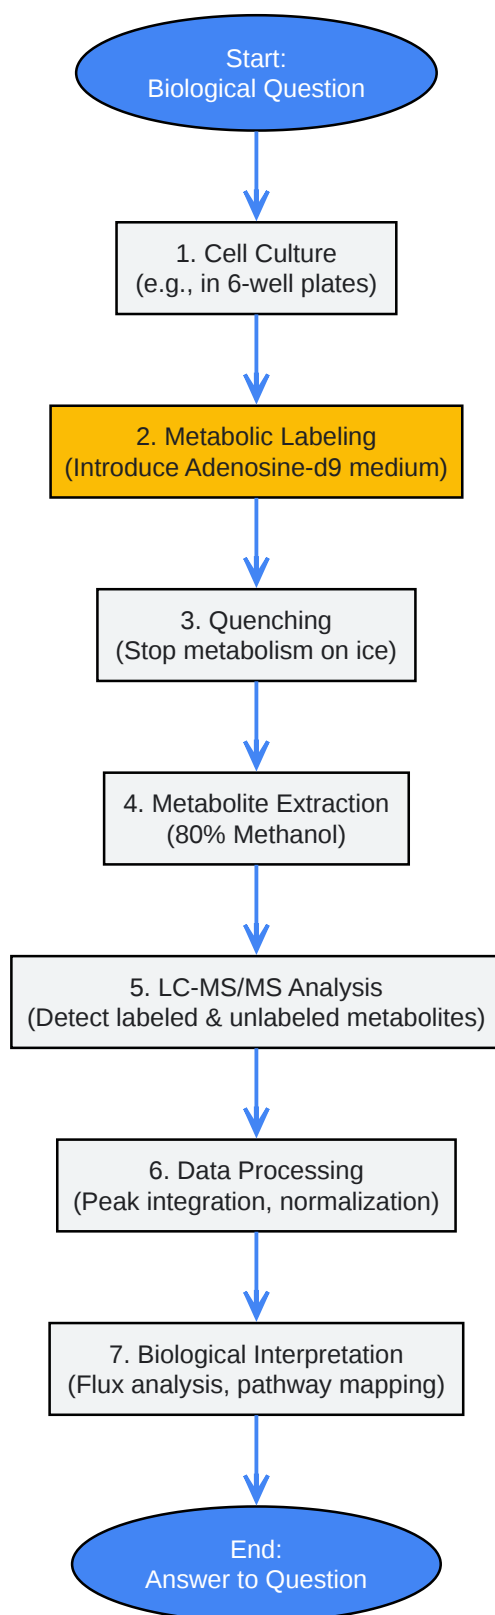 Start:
Biological Question
1. Cell Culture
(e.g., in 6-well plates)
2. Metabolic Labeling
(Introduce Adenosine-d9 medium)
3. Quenching
(Stop metabolism on ice)
4. Metabolite Extraction
(80% Methanol)
5. LC-MS/MS Analysis
(Detect labeled & unlabeled metabolites)
6. Data Processing
(Peak integration, normalization)
7. Biological Interpretation
(Flux analysis, pathway mapping)
End:
Answer to Question